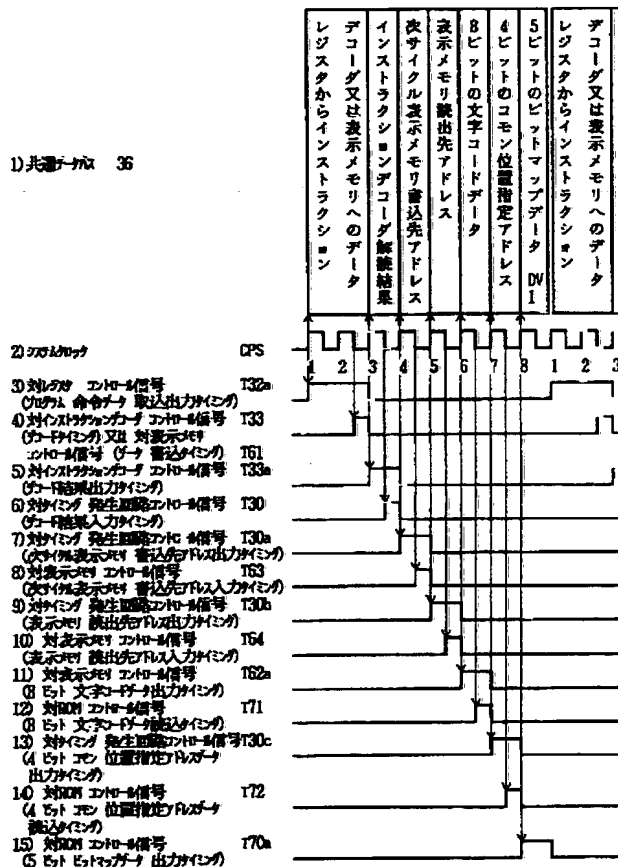 レジスタからインストラクション
デコーダ又は表示メモリへのデータ
インストラクションデコーダ解読結果
次サイクル表示メモリ書込先アドレス
表示メモリ読出先アドレス
8ビットの文字コードデータ
4ビットのコモン位置指定アドレス
5ビットのビットマップデータ DV1
レジスタからインストラクション
デコーダ又は表示メモリへのデータ
1) 共通データバス 36
2) システムクロック CPS
1 2 3 4 5 6 7 8 1 2 3
3) 対レジスタ コントロール信号 T32a
(プログラム 命令データ 取込出力タイミング)
4) 対インストラクションデコーダ コントロール信号 T33
(デコードタイミング) 又は 対表示メモリ
コントロール信号 (データ 書込タイミング) T61
5) 対インストラクションデコーダ コントロール信号 T33a
(デコード結果出力タイミング)
6) 対タイミング 発生回路コントロール信号 T30
(デコード結果入力タイミング)
7) 対タイミング 発生回路 信号 T30a
(次サイクル表示メモリ 書込先アドレス出力タイミング)
8) 対表示メモリ コントロール信号 T63
(次サイクル表示メモリ 書込先アドレス入力タイミング)
9) 対タイミング 発生回路コントロール信号 T30b
(表示メモリ 読出先アドレス出力タイミング)
10) 対表示メモリ コントロール信号 T64
(表示メモリ 読出先アドレス入力タイミング)
11) 対表示メモリ コントロール信号 T62a
(8 ビット 文字コードデータ出力タイミング)
12) 対ROM コントロール信号 T71
(8 ビット 文字コードデータ読込タイミング)
13) 対タイミング 発生回路コントロール信号 T30c
(4 ビット コモン 位置指定アドレスデータ
出力タイミング)
14) 対ROM コントロール信号 T72
(4 ビット コモン 位置指定アドレスデータ
読込タイミング)
15) 対ROM コントロール信号 T70a
(5 ビット ビットマップデータ 出力タイミング)